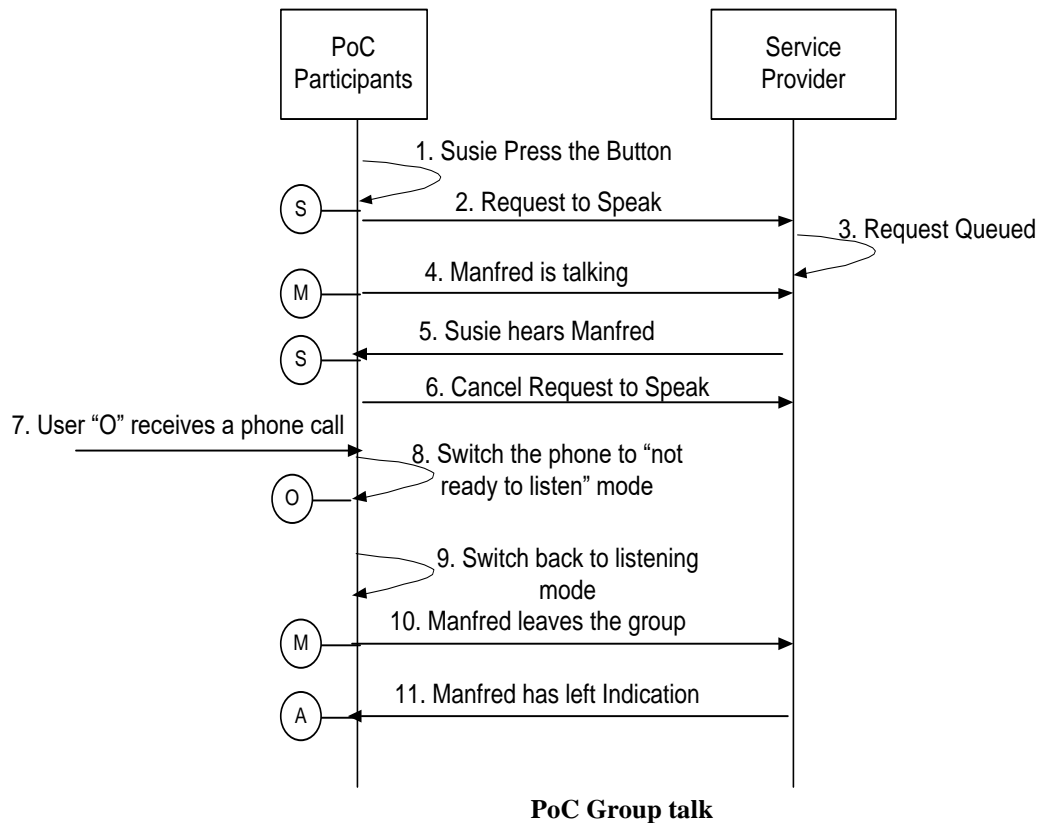 PoC
Participants
Service
Provider
1. Susie Press the Button
S
2. Request to Speak
3. Request Queued
M
4. Manfred is talking
5. Susie hears Manfred
S
6. Cancel Request to Speak
7. User “O” receives a phone call
8. Switch the phone to “not
ready to listen” mode
O
9. Switch back to listening
mode
10. Manfred leaves the group
M
11. Manfred has left Indication
A
PoC Group talk